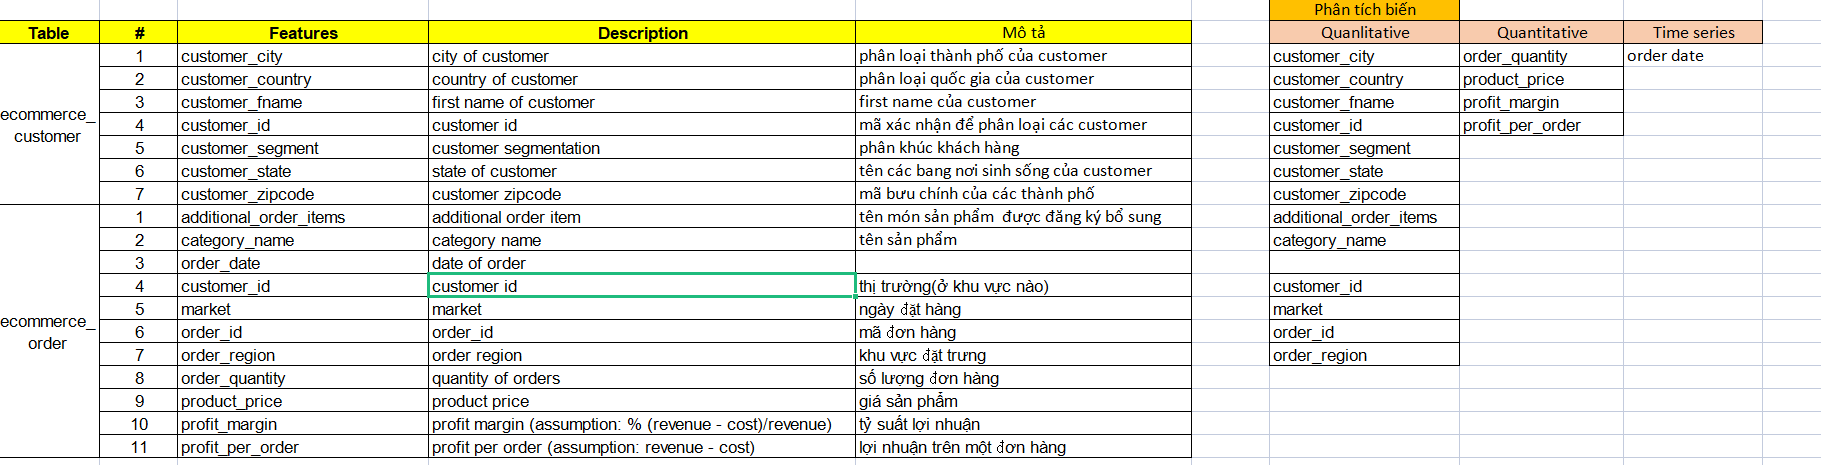 Phân tích biến
Table # Features Description Mô tả Quanlitative Quantitative Time series
1 customer_city city of customer phân loại thành phố của customer customer_city order_quantity order date
2 customer_country country of customer phân loại quốc gia của customer customer_country product_price
3 customer_fname first name of customer first name của customer customer_fname profit_margin
ecommerce_
customer
4 customer_id customer id mã xác nhận để phân loại các customer customer_id profit_per_order
5 customer_segment customer segmentation phân khúc khách hàng customer_segment
6 customer_state state of customer tên các bang nơi sinh sống của customer customer_state
7 customer_zipcode customer zipcode mã bưu chính của các thành phố customer_zipcode
1 additional_order_items additional order item tên món sản phẩm  được đăng ký bổ sung additional_order_items
2 category_name category name tên sản phẩm category_name
3 order_date date of order
4 customer_id customer id thị trường(ở khu vực nào) customer_id
5 market market ngày đặt hàng market
ecommerce_
order
6 order_id order_id mã đơn hàng order_id
7 order_region order region khu vực đặt trưng order_region
8 order_quantity quantity of orders số lượng đơn hàng
9 product_price product price giá sản phẩm
10 profit_margin profit margin (assumption: % (revenue - cost)/revenue) tỷ suất lợi nhuận
11 profit_per_order profit per order (assumption: revenue - cost) lợi nhuận trên một đơn hàng